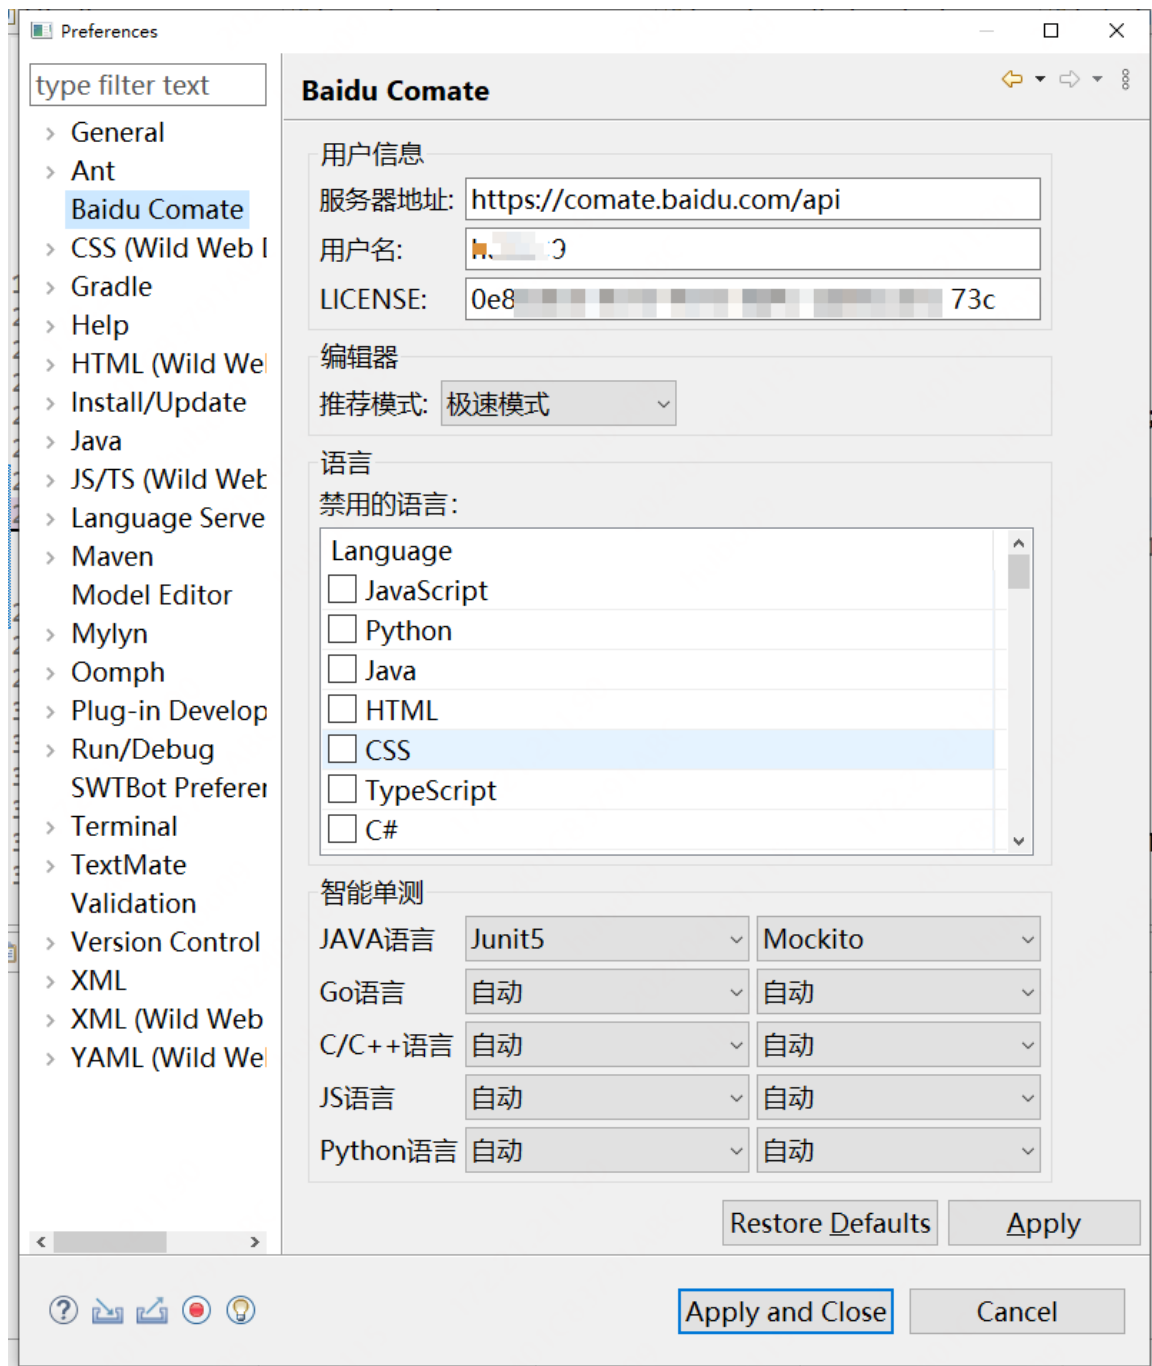 Preferences
type filter text
General
Ant
Baidu Comate
CSS (Wild Web D
Gradle
Help
HTML (Wild Wel
Install/Update
Java
JS/TS (Wild Web
Language Serve
Maven
Model Editor
Mylyn
Oomph
Plug-in Develop
Run/Debug
SWTBot Preferen
Terminal
TextMate
Validation
Version Control
XML
XML (Wild Web
YAML (Wild Wel
Baidu Comate
用户信息
服务器地址: https://comate.baidu.com/api
用户名:
LICENSE: 0e8 73c
编辑器
推荐模式: 极速模式
语言
禁用的语言:
Language
JavaScript
Python
Java
HTML
CSS
TypeScript
C#
智能单测
JAVA语言 Junit5 Mockito
Go语言 自动 自动
C/C++语言 自动 自动
JS语言 自动 自动
Python语言 自动 自动
Restore Defaults Apply
Apply and Close Cancel